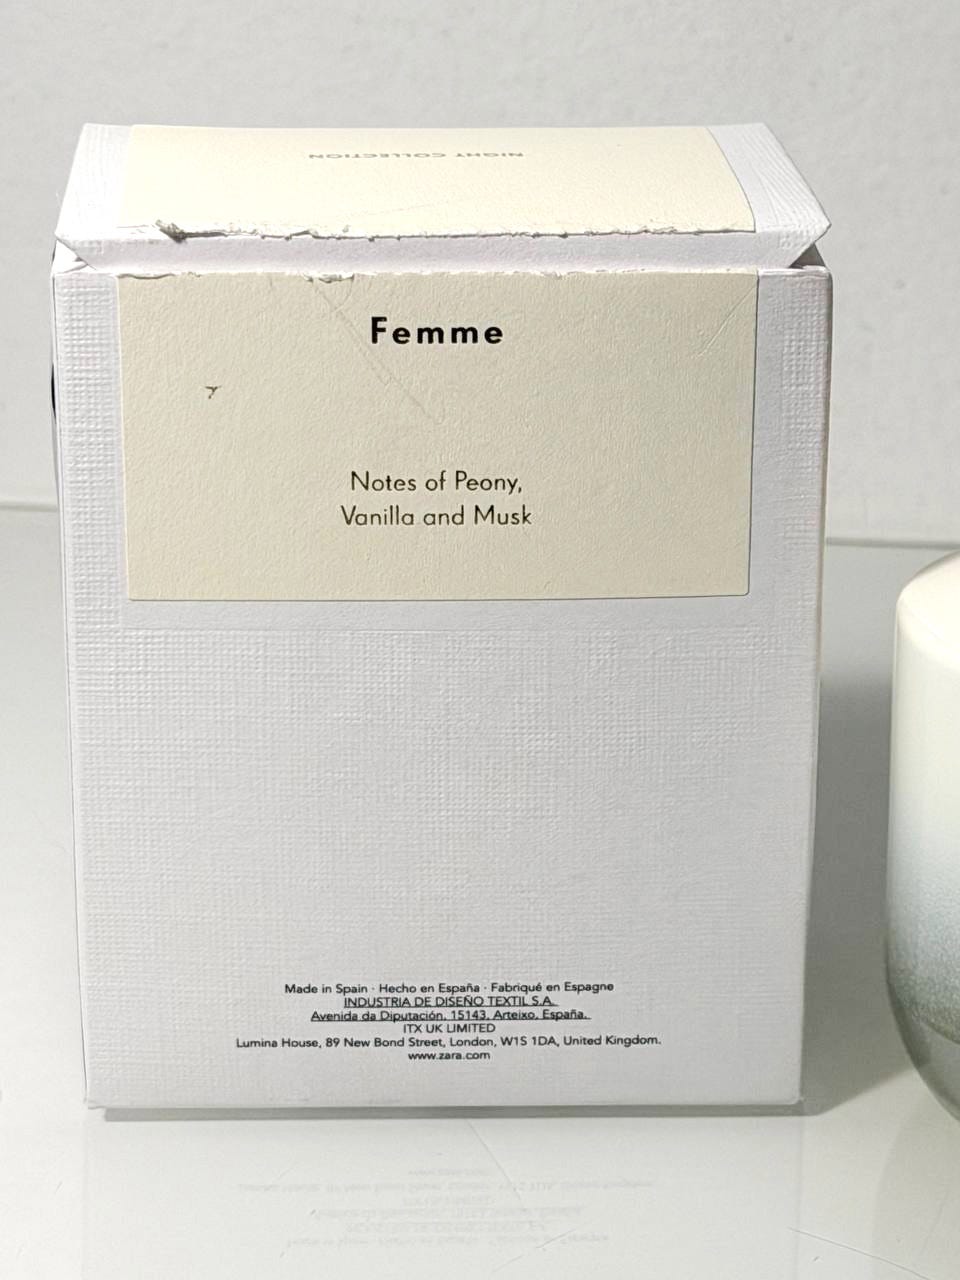 NIGHT COLLECTION
Femme
Notes of Peony,
Vanilla and Musk
Made in Spain · Hecho en España · Fabriqué en Espagne
INDUSTRIA DE DISEÑO TEXTIL S.A.
Avenida da Diputación, 15143, Arteixo, España.
ITX UK LIMITED
Lumina House, 89 New Bond Street, London, W1S 1DA, United Kingdom.
www.zara.com